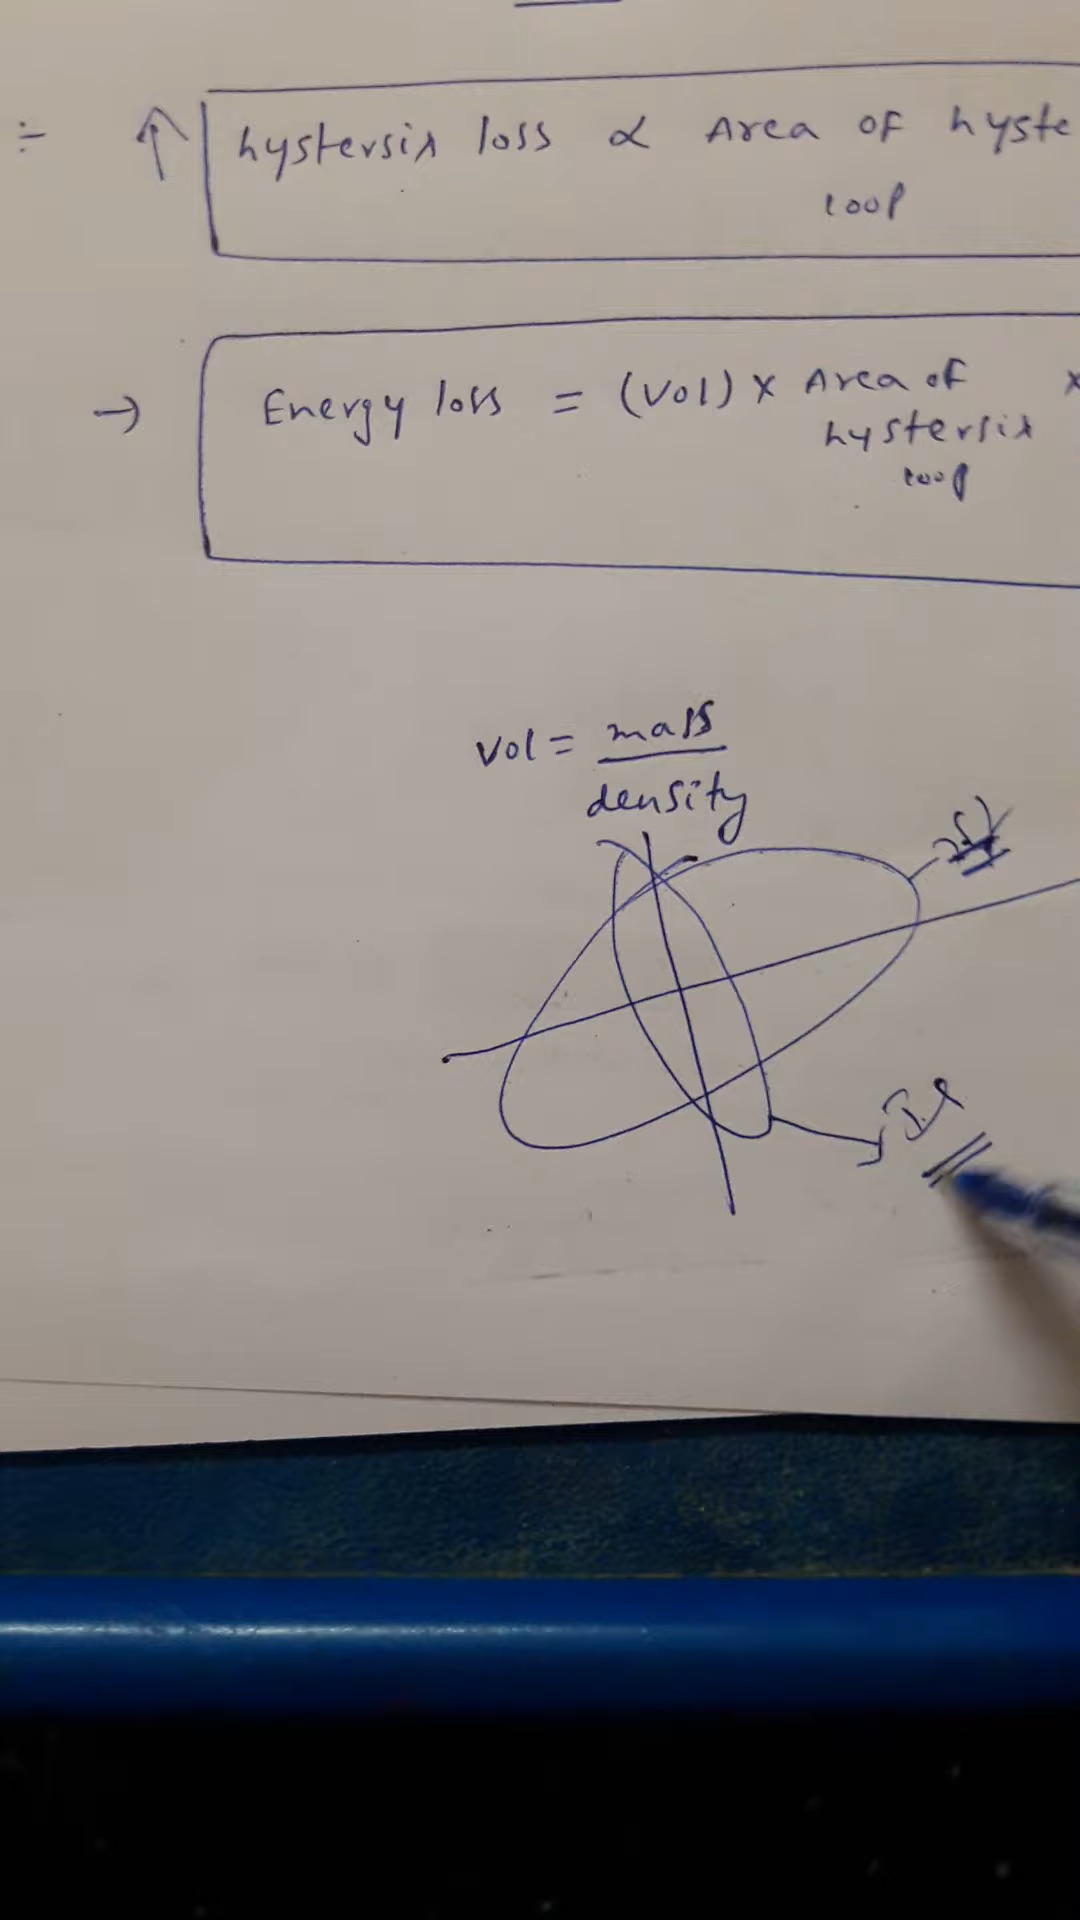 ÷ ↑ hystersis loss ∝ Area of hyste
loop
→ Energy loss = (Vol) × Area of ×
hystersis
loop
Vol = mass
density